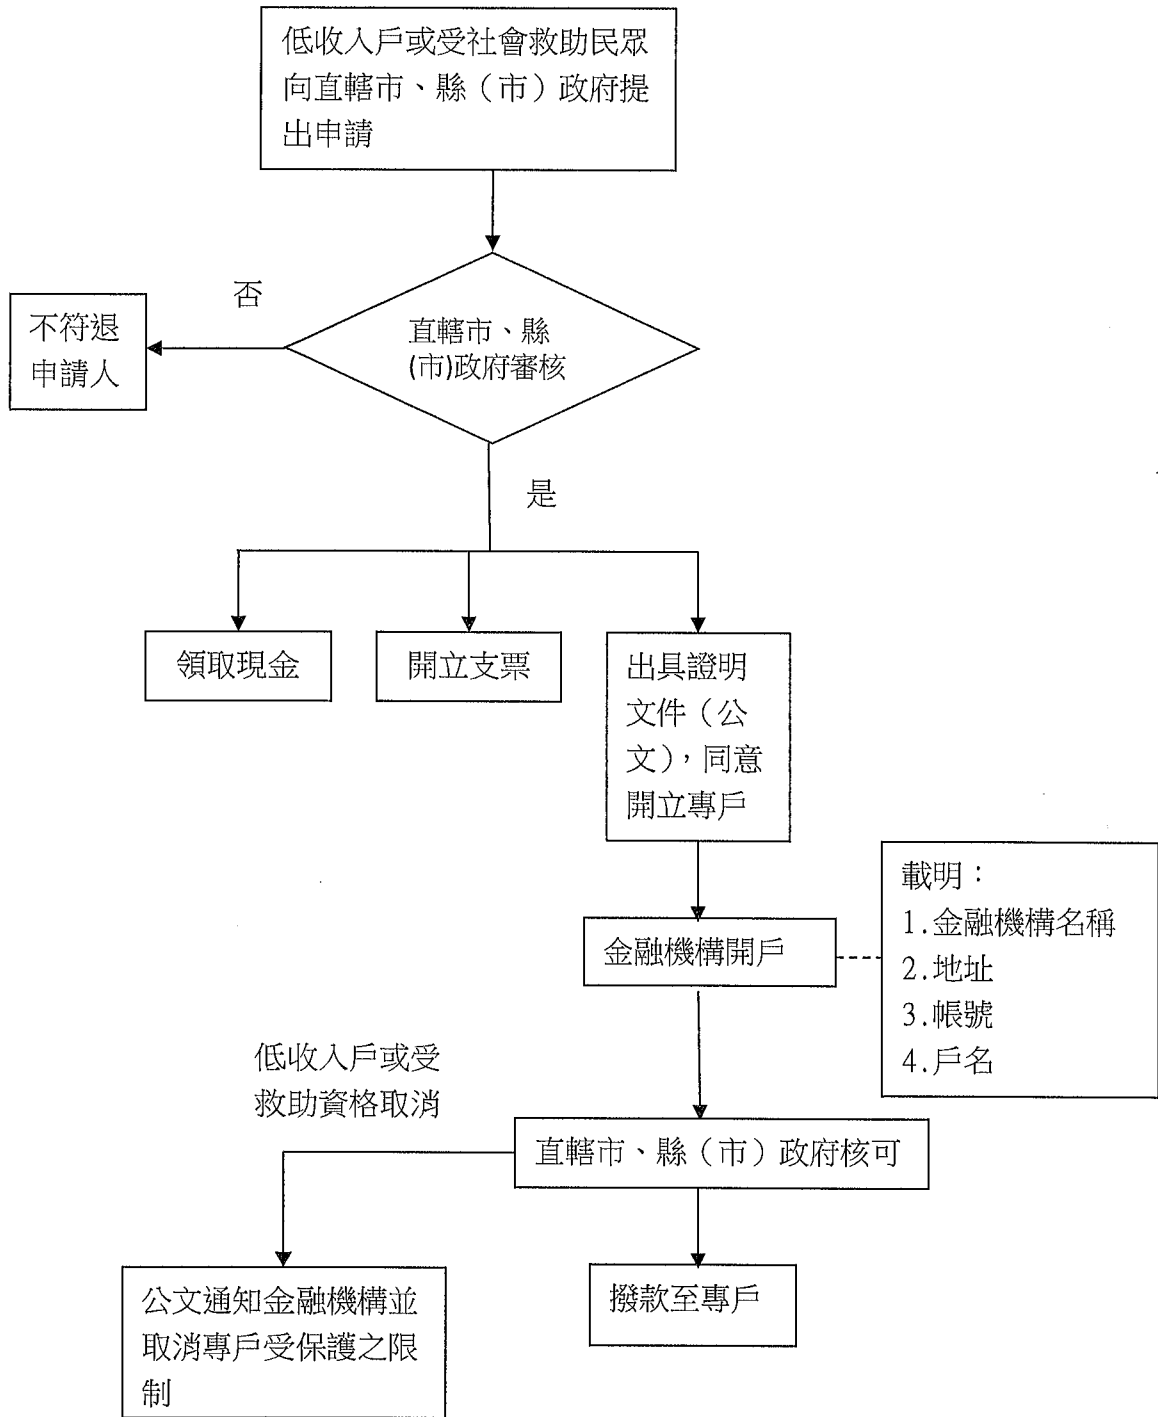 低收入戶或受社會救助民眾
向直轄市、縣（市）政府提
出申請
否
不符退
申請人
直轄市、縣
(市)政府審核
是
領取現金
開立支票
出具證明
文件（公
文），同意
開立專戶
金融機構開戶
載明：
1.金融機構名稱
2.地址
3.帳號
4.戶名
低收入戶或受
救助資格取消
直轄市、縣（市）政府核可
公文通知金融機構並
取消專戶受保護之限
制
撥款至專戶